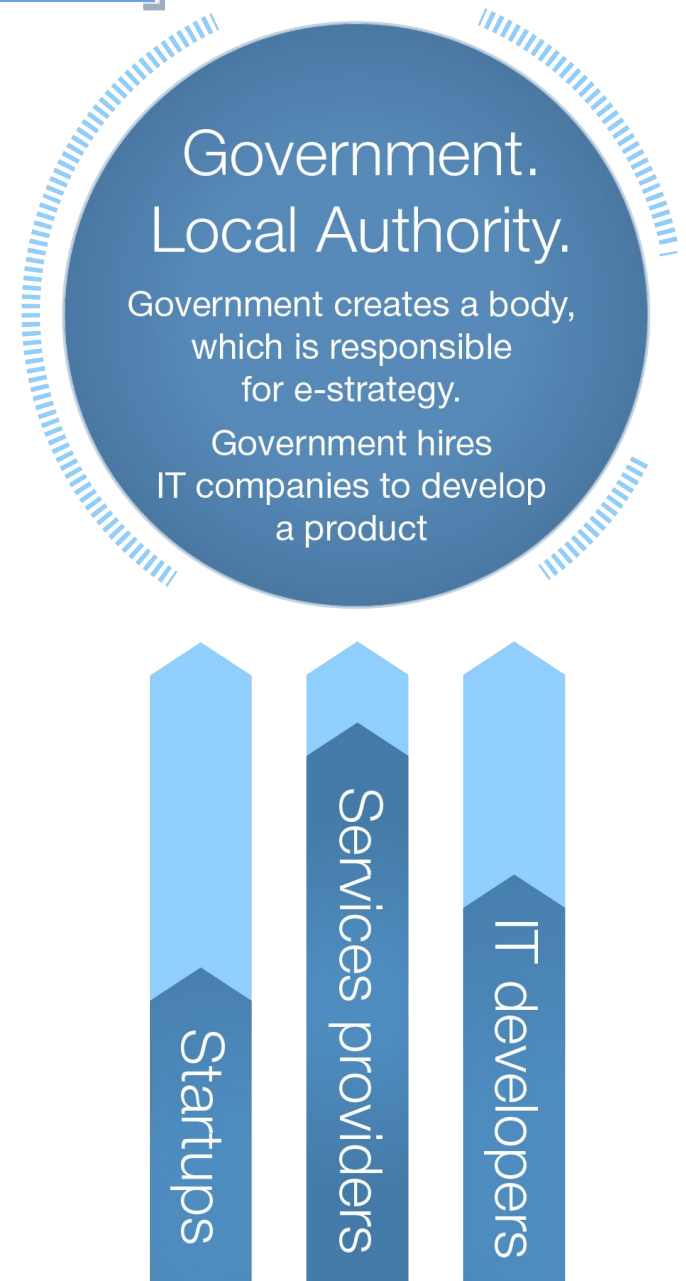 Government.
Local Authority.
Government creates a body,
which is responsible
for e-strategy.
Government hires
IT companies to develop
a product
Startups
Services providers
IT developers